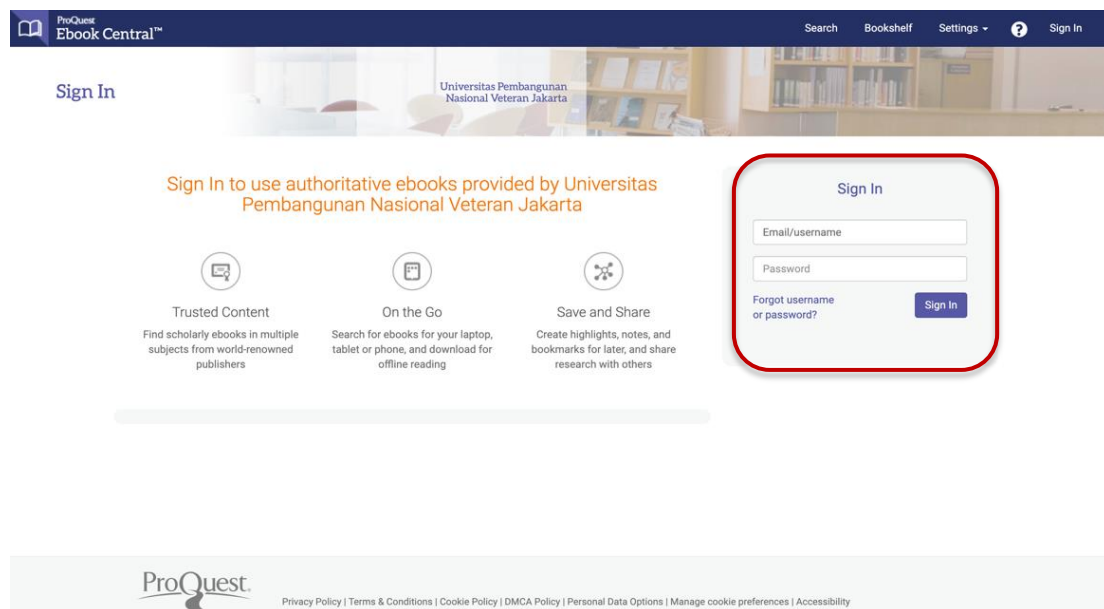 ProQuest
Ebook Central™
Search Bookshelf Settings ? Sign In
Sign In
Universitas Pembangunan
Nasional Veteran Jakarta
Sign In to use authoritative ebooks provided by Universitas
Pembangunan Nasional Veteran Jakarta
Trusted Content
Find scholarly ebooks in multiple
subjects from world-renowned
publishers
On the Go
Search for ebooks for your laptop,
tablet or phone, and download for
offline reading
Save and Share
Create highlights, notes, and
bookmarks for later, and share
research with others
Sign In
Email/username
Password
Forgot username
or password?
Sign In
ProQuest.
Privacy Policy | Terms & Conditions | Cookie Policy | DMCA Policy | Personal Data Options | Manage cookie preferences | Accessibility